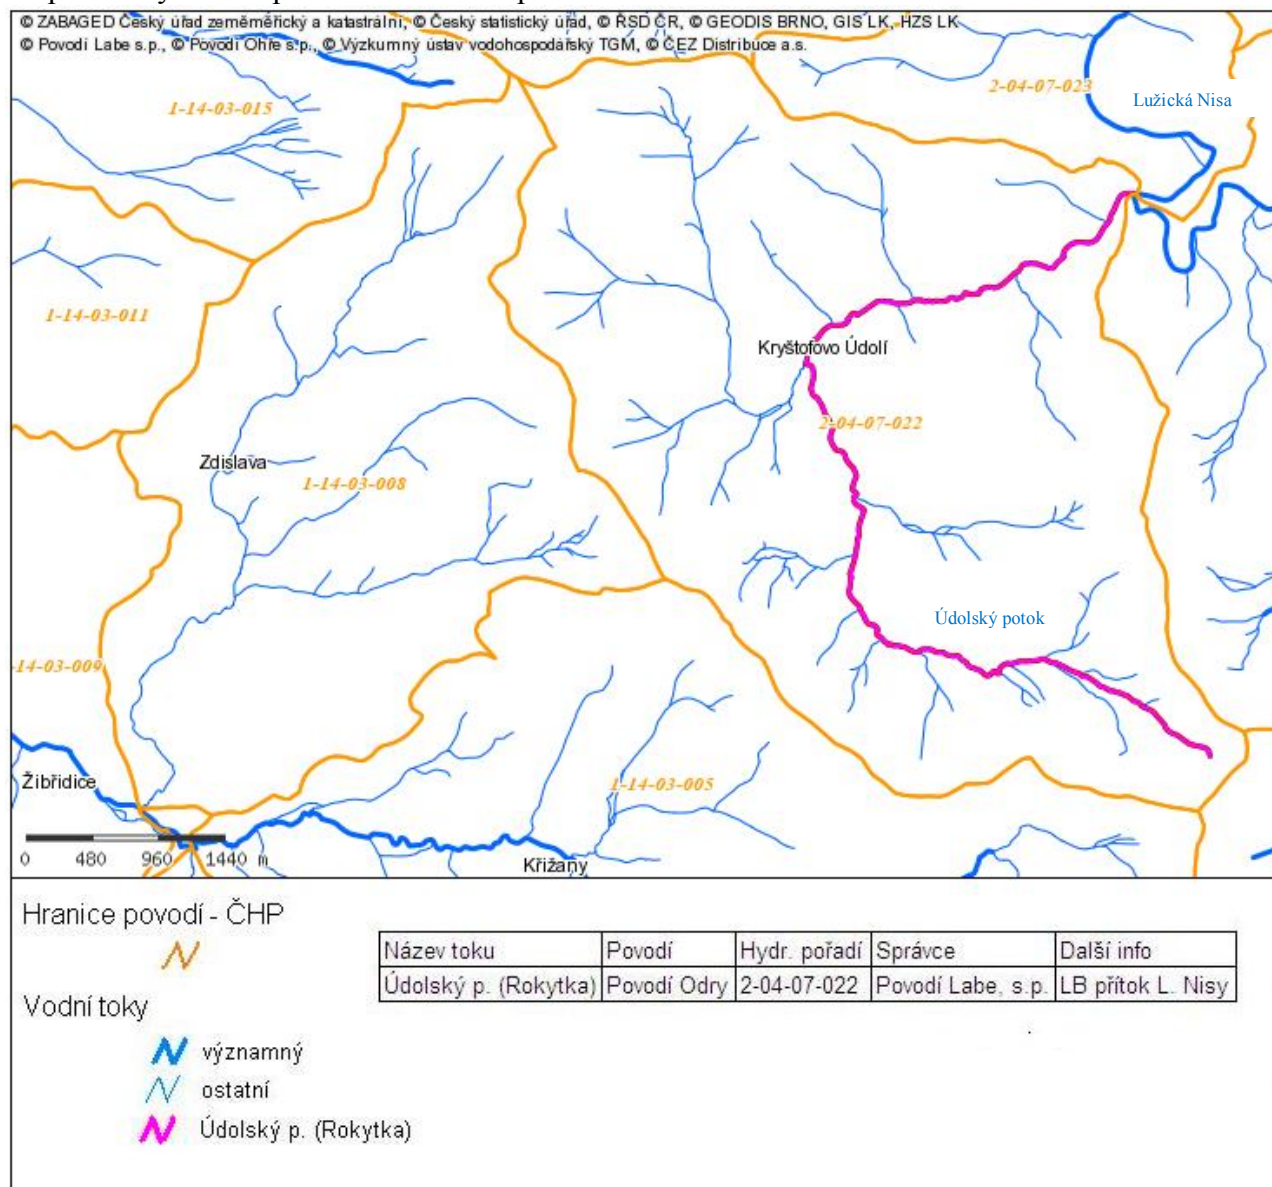 © ZABAGED Český úřad zeměměřický a katastrální, © Český statistický úřad, © ŘSD ČR, © GEODIS BRNO, GIS LK, HZS LK
© Povodí Labe s.p., © Povodí Ohře s.p., © Výzkumný ústav vodohospodářský TGM, © ČEZ Distribuce a.s.
2-04-07-023
Lužická Nisa
1-14-03-015
1-14-03-011
Kryštofovo Údolí
2-04-07-022
Zdislava
1-14-03-008
Údolský potok
-14-03-009
Žibřidice
1-14-03-005
0 480 960 1440 m
Křižany
Hranice povodí - ČHP
Vodní toky
významný
ostatní
Údolský p. (Rokytka)
Název toku Povodí Hydr. pořadí Správce Další info
Údolský p. (Rokytka) Povodí Odry 2-04-07-022 Povodí Labe, s.p. LB přítok L. Nisy